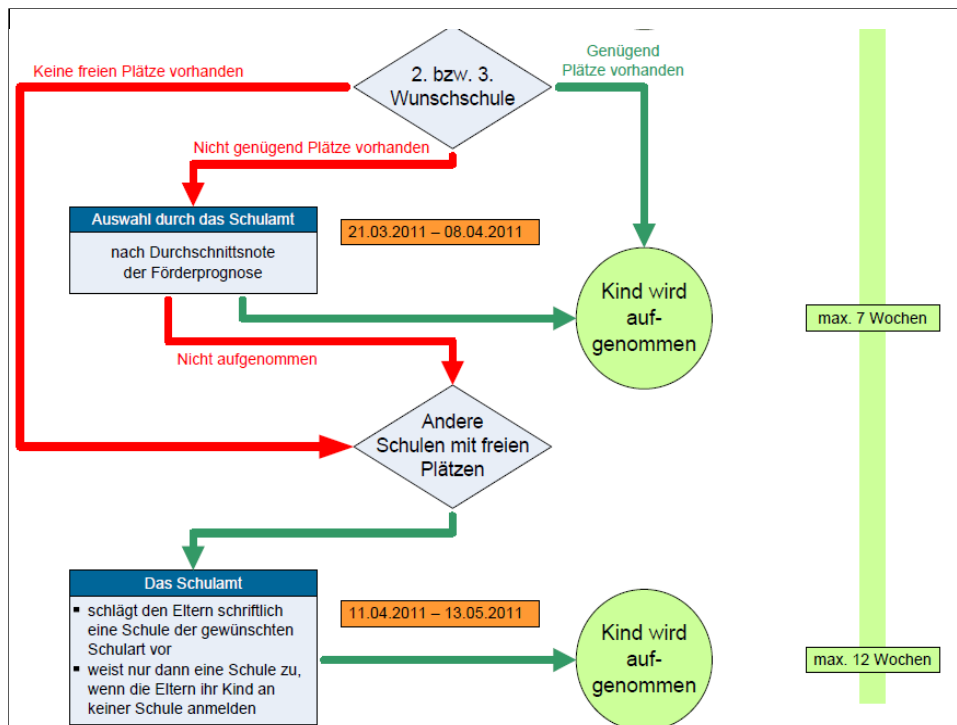 Genügend
Plätze vorhanden
Keine freien Plätze vorhanden
2. bzw. 3.
Wunschschule
Nicht genügend Plätze vorhanden
Auswahl durch das Schulamt
nach Durchschnittsnote
der Förderprognose
21.03.2011 – 08.04.2011
Kind wird
auf-
genommen
max. 7 Wochen
Nicht aufgenommen
Andere
Schulen mit freien
Plätzen
Das Schulamt
▪ schlägt den Eltern schriftlich
eine Schule der gewünschten
Schulart vor
▪ weist nur dann eine Schule zu,
wenn die Eltern ihr Kind an
keiner Schule anmelden
11.04.2011 – 13.05.2011
Kind wird
auf-
genommen
max. 12 Wochen